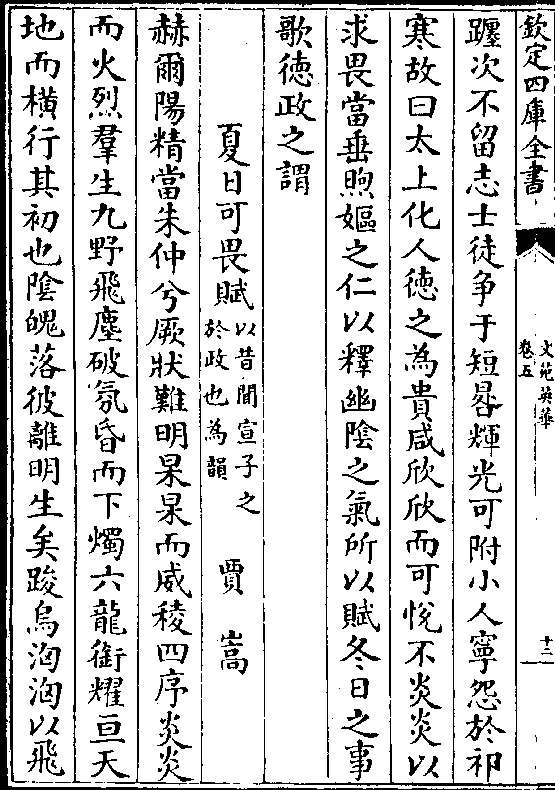 欽定四庫全書
文苑英華
卷五
十三
躔次不留志士徒爭于短晷輝光可附小人寧怨於祁
寒故曰太上化人徳之為貴咸欣欣而可恱不炎炎以
求畏當垂煦嫗之仁以釋幽陰之氣所以賦冬日之事
歌徳政之謂
夏日可畏賦以昔聞宣子之於政也為韻 賈嵩
赫爾陽精當朱仲兮厥狀難明杲杲而威稜四序炎炎
而火烈羣生九野飛塵破氛昏而下燭六龍銜耀亘天
地而橫行其初也陰魄落彼離明生矣踆烏洶洶以飛